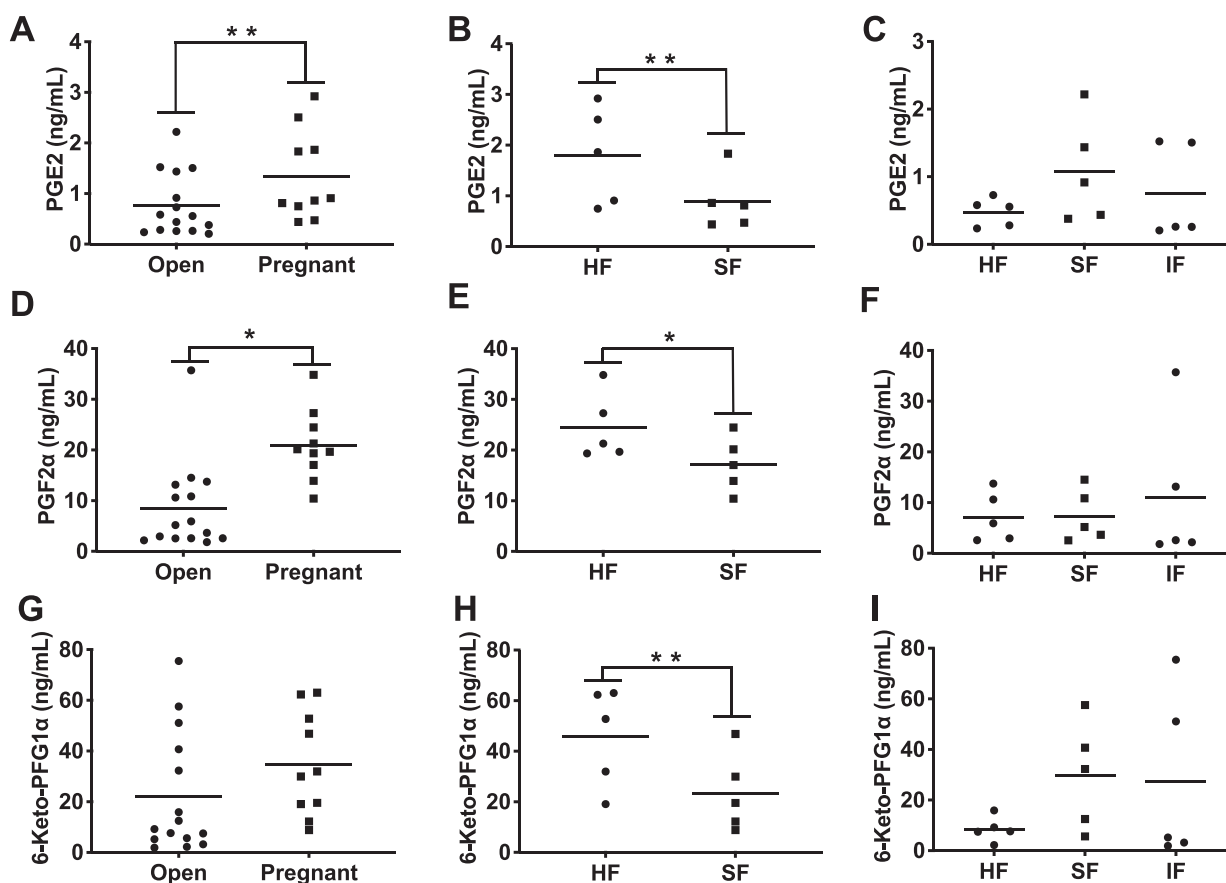 A
PGE2 (ng/mL)
4
3
2
1
0
* *
Open
Pregnant
B
PGE2 (ng/mL)
4
3
2
1
0
* *
HF
SF
C
PGE2 (ng/mL)
3
2
1
0
HF
SF
IF
D
PGF2α (ng/mL)
40
30
20
10
0
*
Open
Pregnant
E
PGF2α (ng/mL)
40
30
20
10
0
*
HF
SF
F
PGF2α (ng/mL)
40
30
20
10
0
HF
SF
IF
G
6-Keto-PFG1α (ng/mL)
80
60
40
20
0
Open
Pregnant
H
6-Keto-PFG1α (ng/mL)
80
60
40
20
0
* *
HF
SF
I
6-Keto-PFG1α (ng/mL)
80
60
40
20
0
HF
SF
IF